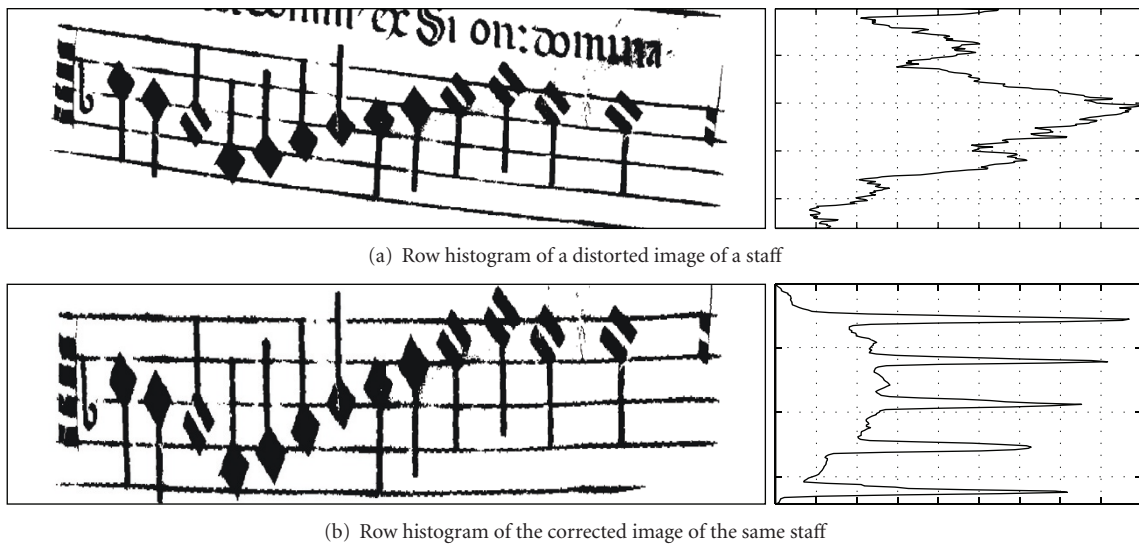 ex Si on:
(a) Row histogram of a distorted image of a staff
(b) Row histogram of the corrected image of the same staff